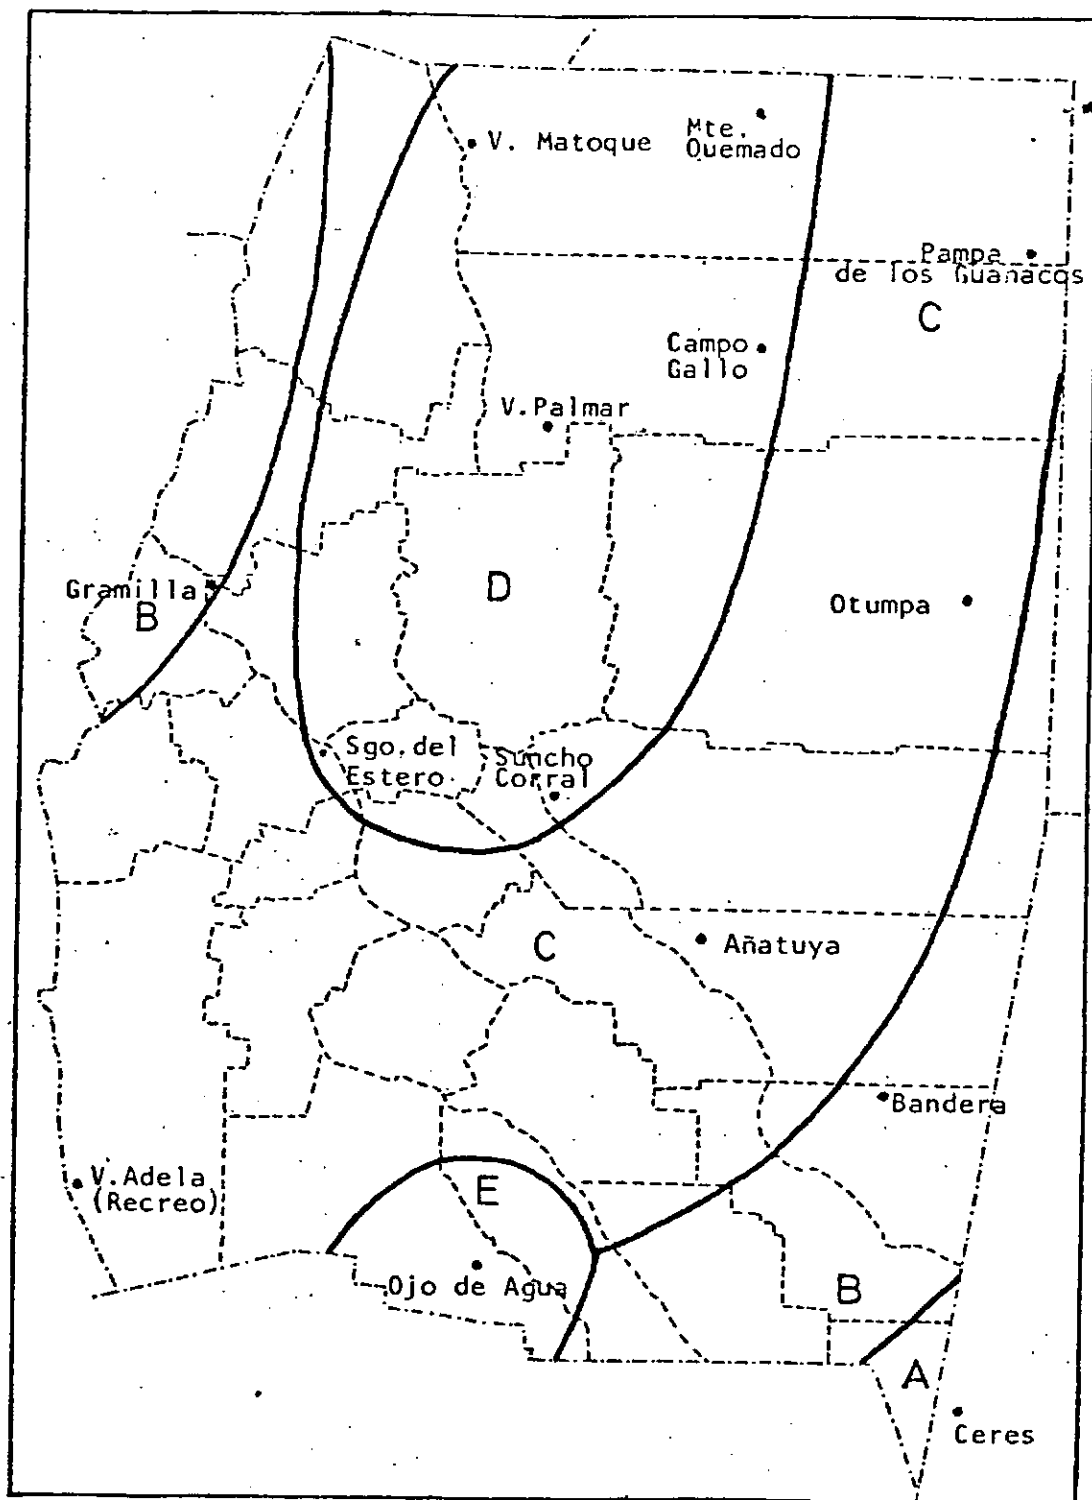 V. Matoque
Mte.
Quemado
Pampa
de los Guanacos
C
Campo
Gallo
V.Palmar
Gramilla
B
D
Otumpa
Sgo.del
Estero
Suncho
Corral
C
Añatuya
Bandera
V.Adela
(Recreo)
E
Ojo de Agua
B
A
Ceres